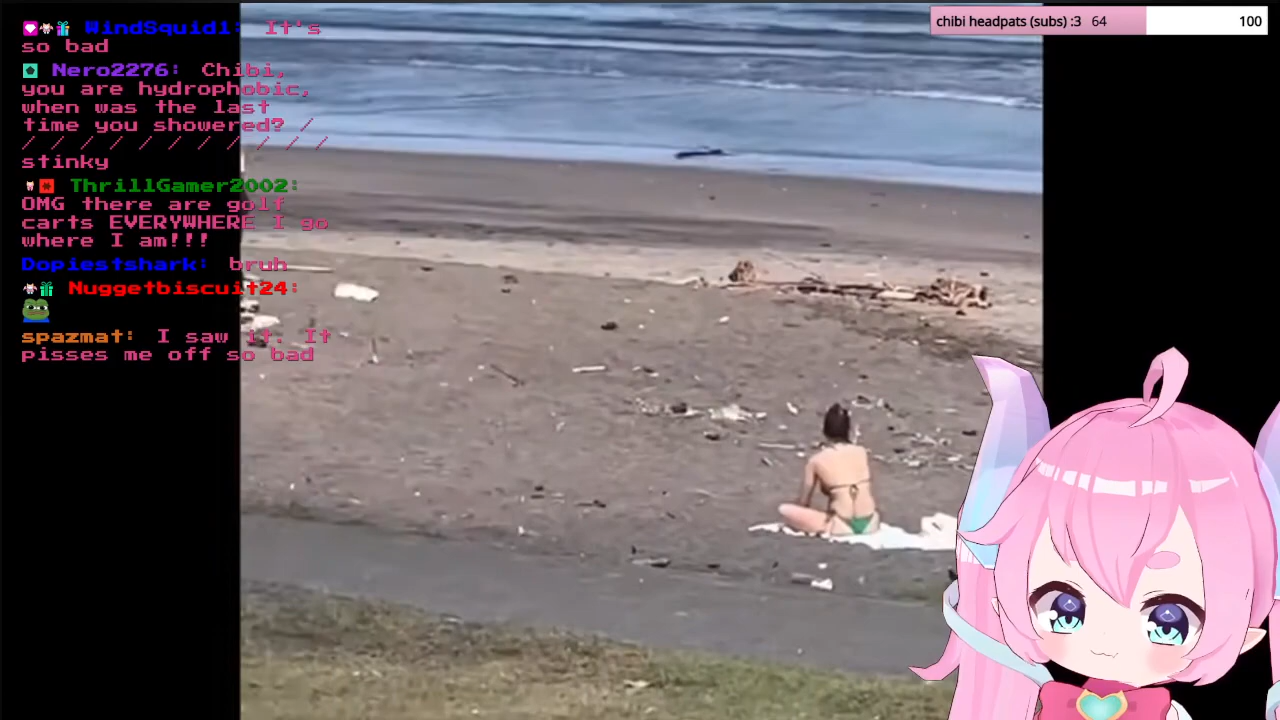 WindSquid1: It's
so bad
Nero2276: Chibi,
you are hydrophobic,
when was the last
time you showered? /
/ / / / / / / / / / /
stinky
ThrillGamer2002:
OMG there are golf
carts EVERYWHERE I go
where I am!!!
Dopiestshark: bruh
Nuggetbiscuit24:
spazmat: I saw it. It
pisses me off so bad
chibi headpats (subs) :3 64 100